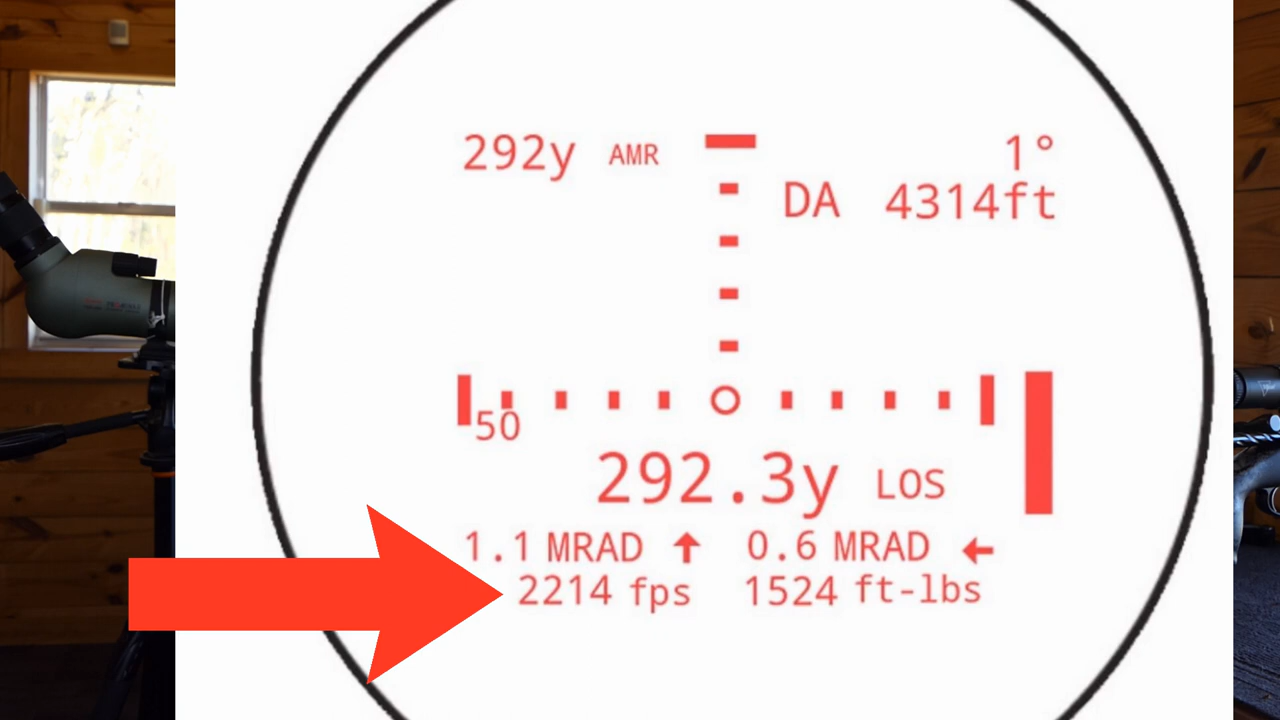 292y AMR
1°
DA 4314ft
50
292.3y LOS
1.1 MRAD ↑ 0.6 MRAD ←
2214 fps 1524 ft-lbs